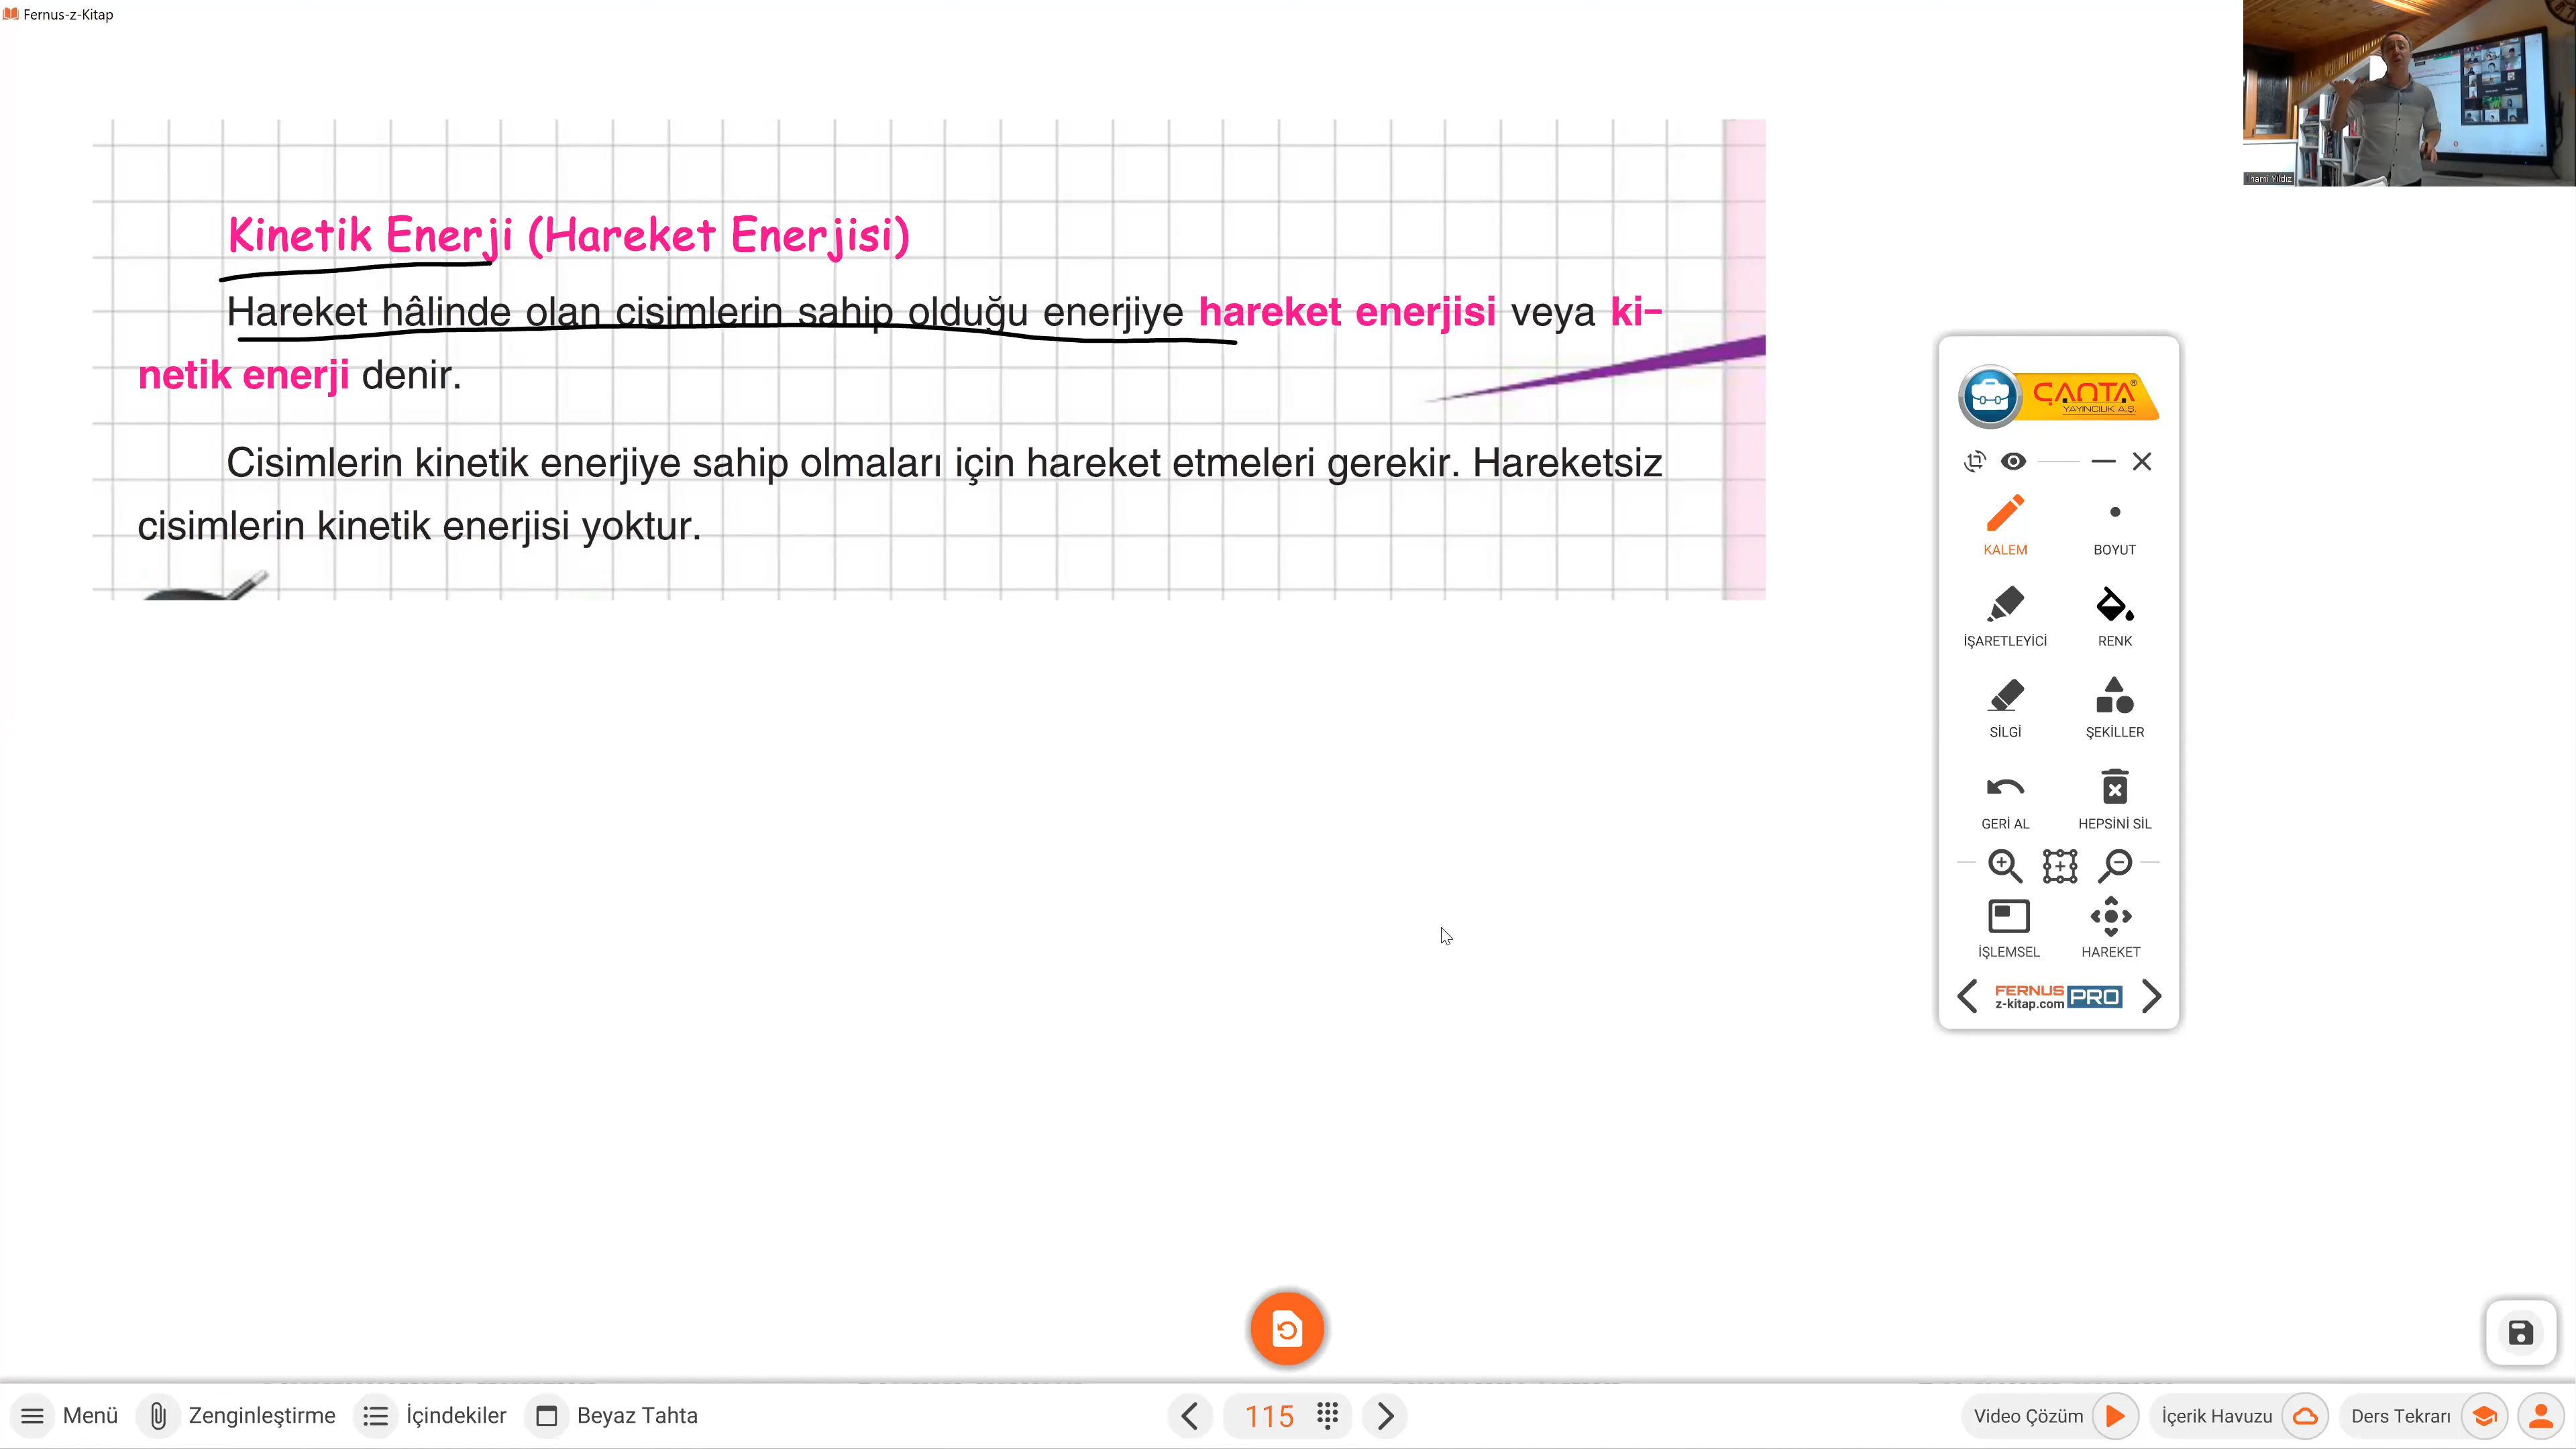 Fernus-z-Kitap
İhami Yıldız
Kinetik Enerji (Hareket Enerjisi)
Hareket hâlinde olan cisimlerin sahip olduğu enerjiye hareket enerjisi veya ki-
netik enerji denir.
Cisimlerin kinetik enerjiye sahip olmaları için hareket etmeleri gerekir. Hareketsiz
cisimlerin kinetik enerjisi yoktur.
ÇANTA
YAYINCILIK A.Ş.
KALEM BOYUT
İŞARETLEYİCİ RENK
SİLGİ ŞEKİLLER
GERİ AL HEPSİNİ SİL
İŞLEMSEL HAREKET
FERNUS
z-kitap.com PRO
Menü Zenginleştirme İçindekiler Beyaz Tahta 115 Video Çözüm İçerik Havuzu Ders Tekrarı